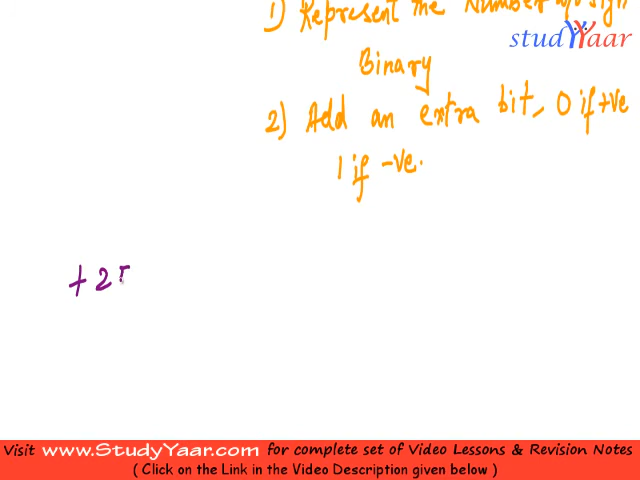 1) Represent the Number w/o sign
studYYaar
Binary
2) Add an extra bit, 0 if +ve
1 if -ve.
+ 2
Visit www.StudyYaar.com for complete set of Video Lessons & Revision Notes
( Click on the Link in the Video Description given below )